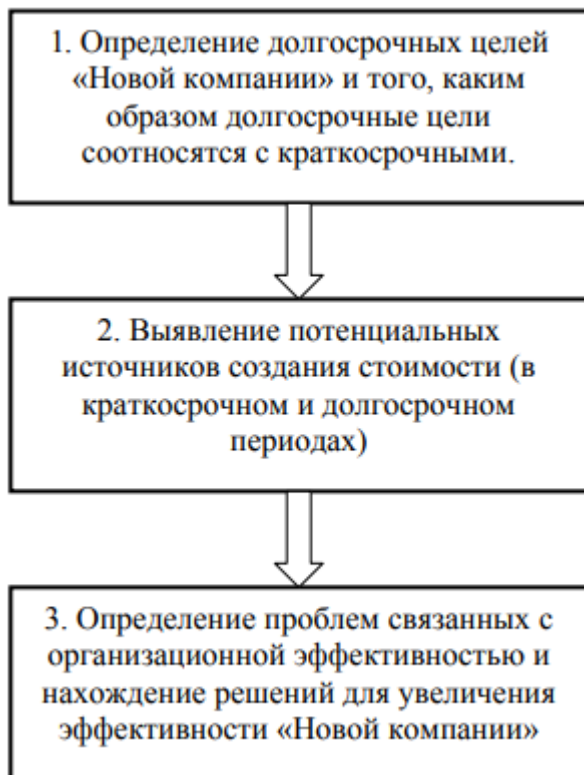 1. Определение долгосрочных целей
«Новой компании» и того, каким
образом долгосрочные цели
соотносятся с краткосрочными.
2. Выявление потенциальных
источников создания стоимости (в
краткосрочном и долгосрочном
периодах)
3. Определение проблем связанных с
организационной эффективностью и
нахождение решений для увеличения
эффективности «Новой компании»